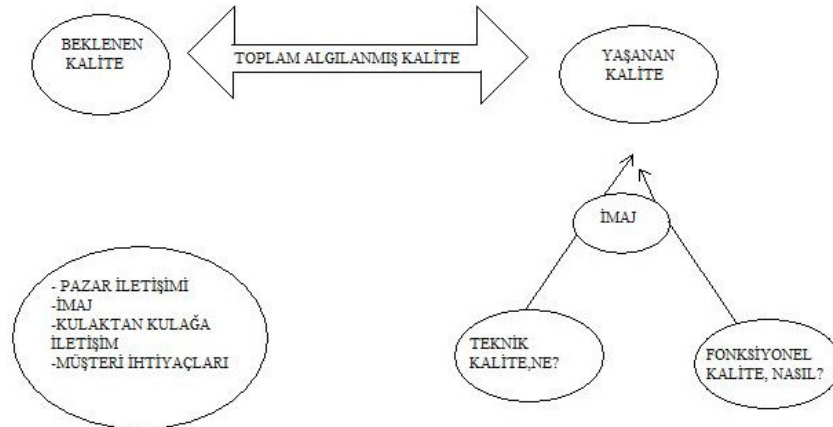 BEKLENEN
KALİTE
TOPLAM ALGILANMIŞ KALİTE
YAŞANAN
KALİTE
İMAJ
- PAZAR İLETİŞİMİ
-İMAJ
-KULAKTAN KULAĞA
İLETİŞİM
-MÜŞTERİ İHTİYAÇLARI
TEKNİK
KALİTE,NE?
FONKSİYONEL
KALİTE, NASIL?